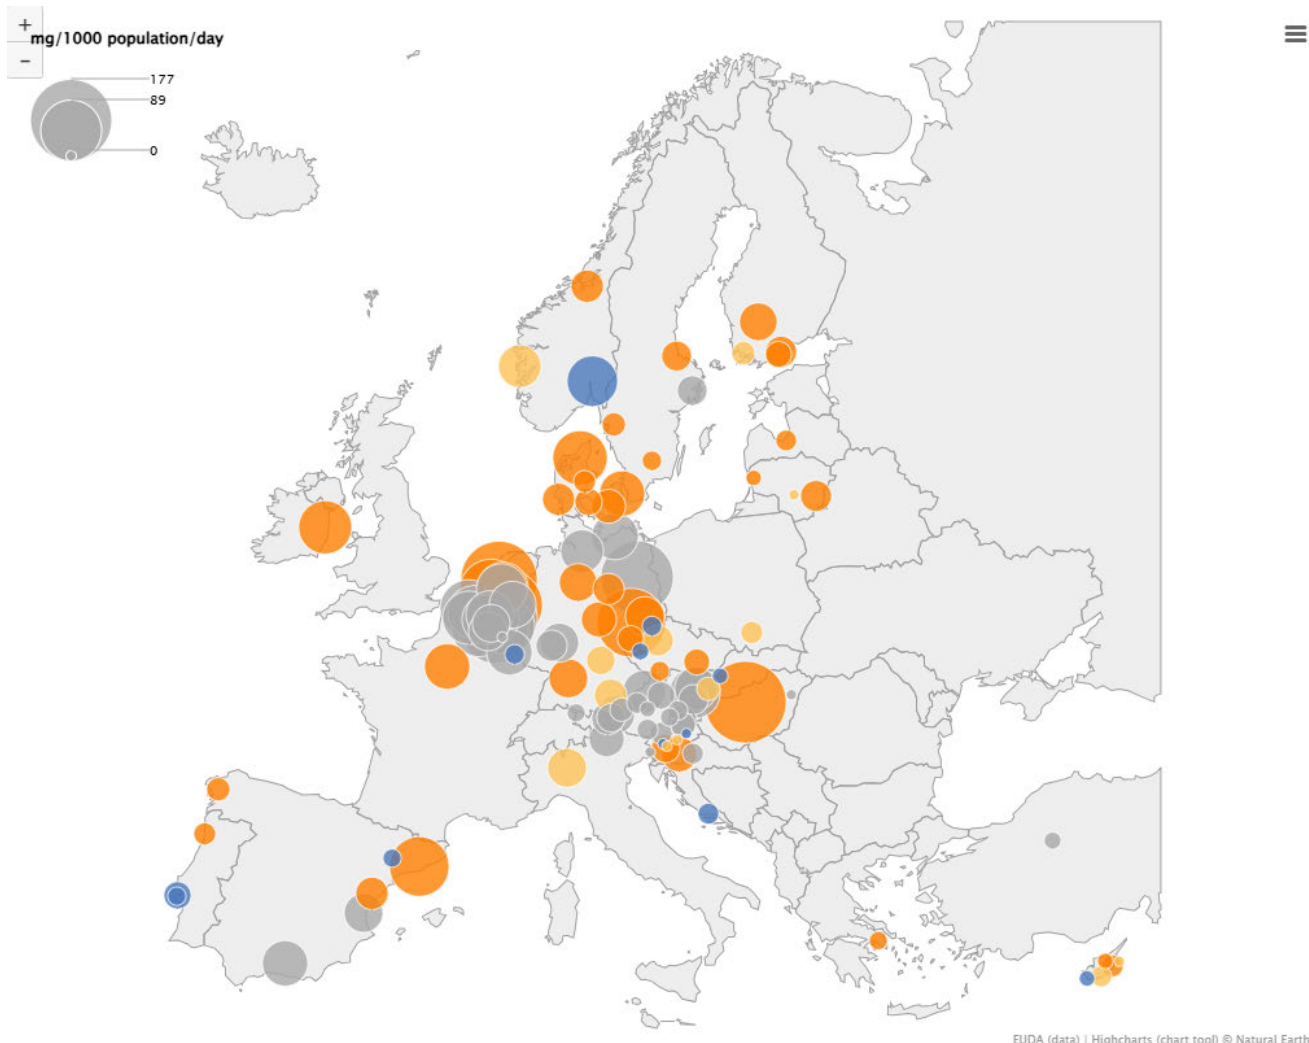 +
mg/1000 population/day
−
177
89
0
EUDA (data) | Highcharts (chart tool) © Natural Earth